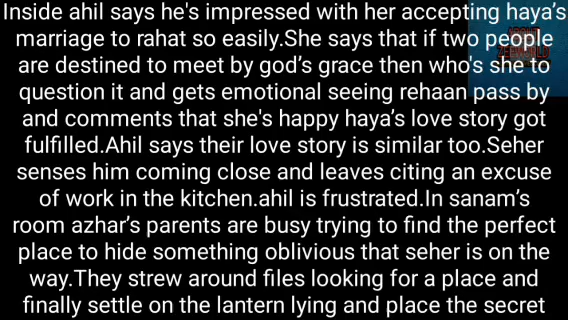 Inside ahil says he's impressed with her accepting haya's
marriage to rahat so easily.She says that if two people
are destined to meet by god's grace then who's she to
question it and gets emotional seeing rehaan pass by
and comments that she's happy haya's love story got
fulfilled.Ahil says their love story is similar too.Seher
senses him coming close and leaves citing an excuse
of work in the kitchen.ahil is frustrated.In sanam's
room azhar's parents are busy trying to find the perfect
place to hide something oblivious that seher is on the
way.They strew around files looking for a place and
finally settle on the lantern lying and place the secret